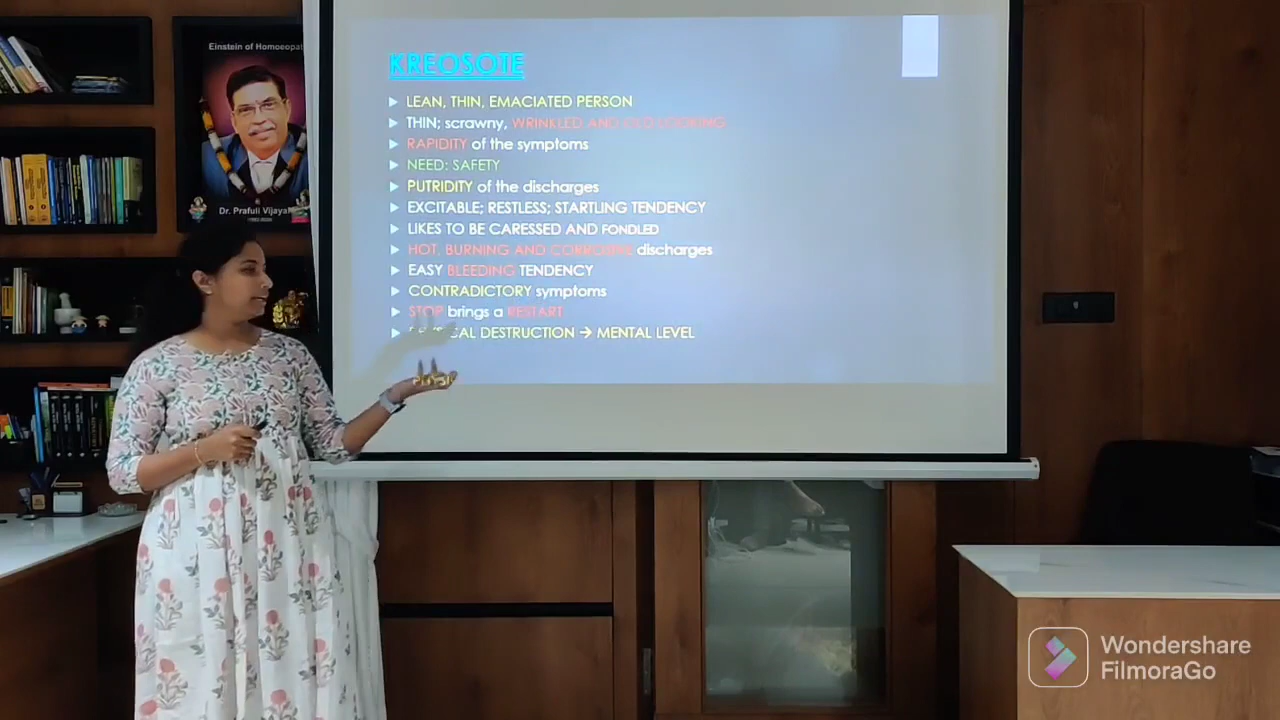 Einstein of Homoeopat
Dr. Prafull Vijayak
KREOSOTE
LEAN, THIN, EMACIATED PERSON
THIN; scrawny, WRINKLED AND OLD LOOKING
RAPIDITY of the symptoms
NEED: SAFETY
PUTRIDITY of the discharges
EXCITABLE; RESTLESS; STARTLING TENDENCY
LIKES TO BE CARESSED AND FONDLED
HOT, BURNING AND CORROSIVE discharges
EASY BLEEDING TENDENCY
CONTRADICTORY symptoms
STOP brings a RESTART
PHYSICAL DESTRUCTION → MENTAL LEVEL
Wondershare
FilmoraGo